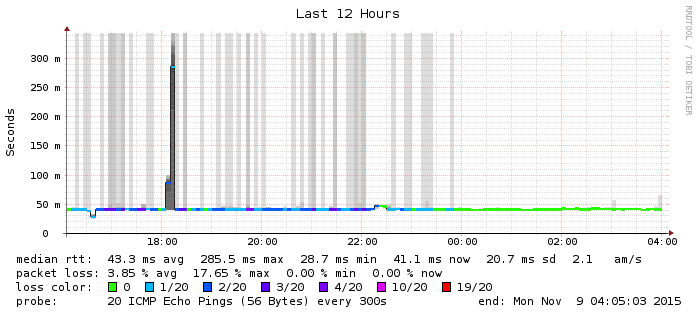 Last 12 Hours
RRDTOOL / TOBI OETIKER
Seconds
300 m
250 m
200 m
150 m
100 m
50 m
0
18:00 20:00 22:00 00:00 02:00 04:00
median rtt: 43.3 ms avg 285.5 ms max 28.7 ms min 41.1 ms now 20.7 ms sd 2.1 am/s
packet loss: 3.85 % avg 17.65 % max 0.00 % min 0.00 % now
loss color: 0 1/20 2/20 3/20 4/20 10/20 19/20
probe: 20 ICMP Echo Pings (56 Bytes) every 300s end: Mon Nov 9 04:05:03 2015